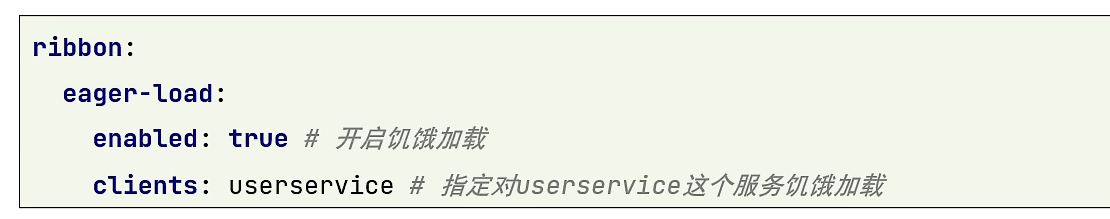 ribbon:
  eager-load:
    enabled: true # 开启饥饿加载
    clients: userservice # 指定对userservice这个服务饥饿加载